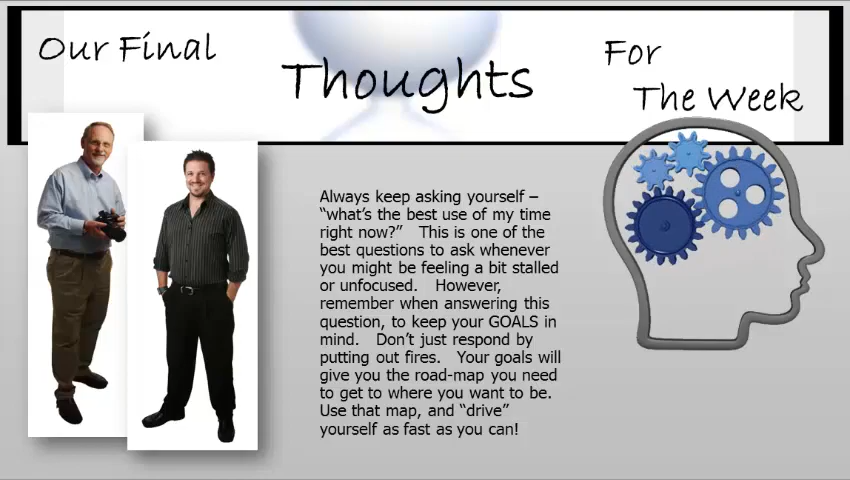 Our Final
Thoughts
For
The Week
Always keep asking yourself –
“what’s the best use of my time
right now?”   This is one of the
best questions to ask whenever
you might be feeling a bit stalled
or unfocused.   However,
remember when answering this
question, to keep your GOALS in
mind.   Don’t just respond by
putting out fires.   Your goals will
give you the road-map you need
to get to where you want to be.
Use that map, and “drive”
yourself as fast as you can!